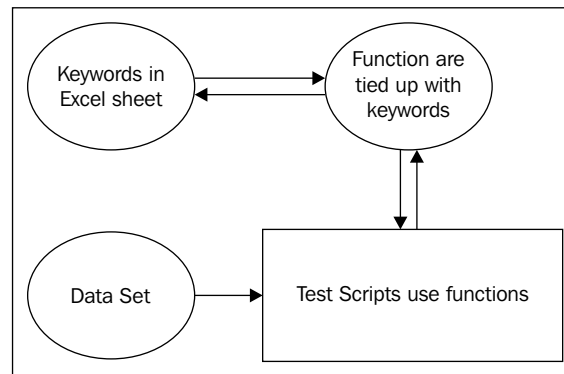 Keywords in
Excel sheet
Function are
tied up with
keywords
Data Set
Test Scripts use functions